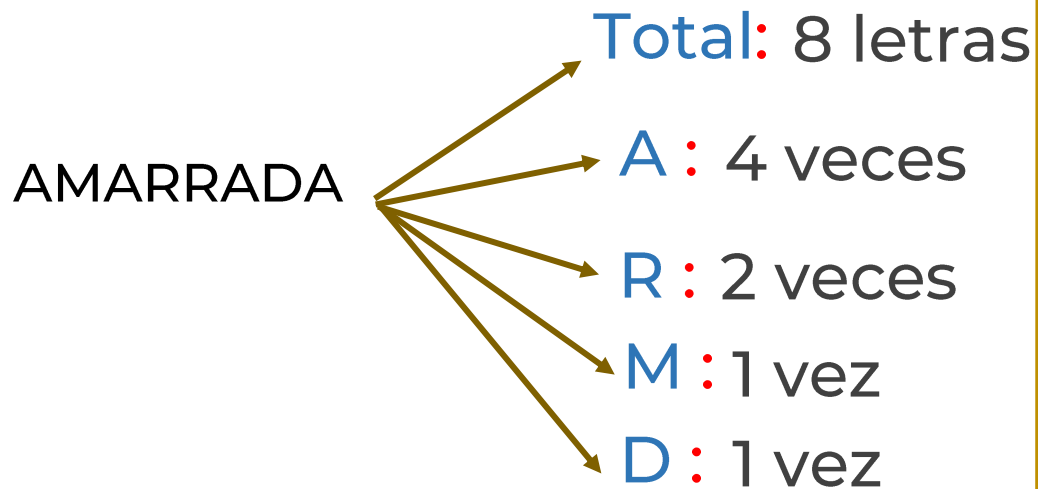 Total: 8 letras
AMARRADA
A : 4 veces
R : 2 veces
M : 1 vez
D : 1 vez